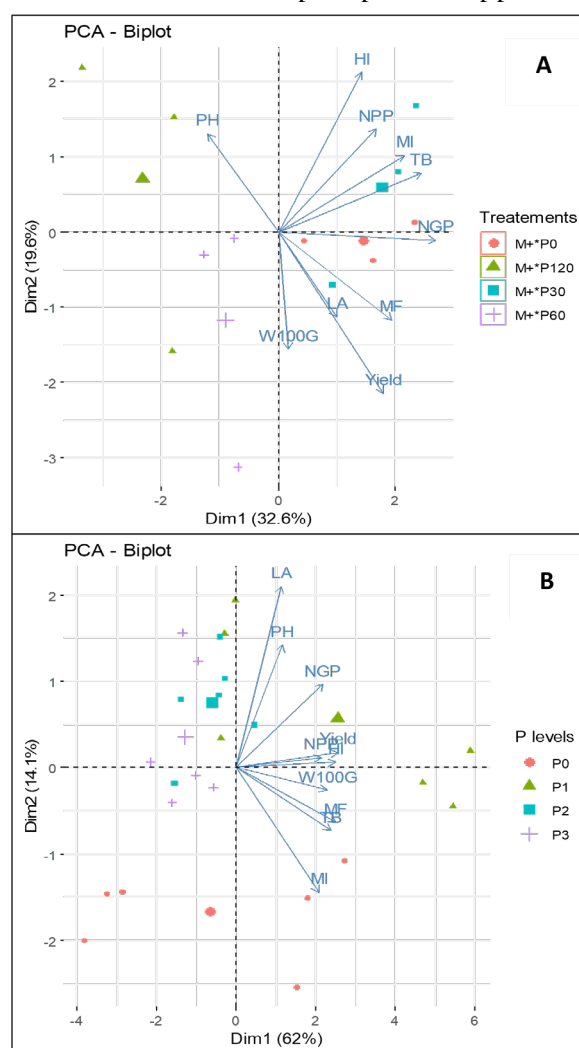 PCA - Biplot
A
HI
NPP
PH
MI
TB
NGP
LA
MF
W100G
Yield
2
1
0
-1
-2
-3
-2
0
2
Dim1 (32.6%)
Dim2 (19.6%)
Treatements
M+*P0
M+*P120
M+*P30
M+*P60
PCA - Biplot
B
LA
PH
NGP
Yield
NPP
HI
W100G
MF
TB
MI
2
1
0
-1
-2
-4
-2
0
2
4
6
Dim1 (62%)
Dim2 (14.1%)
P levels
P0
P1
P2
P3